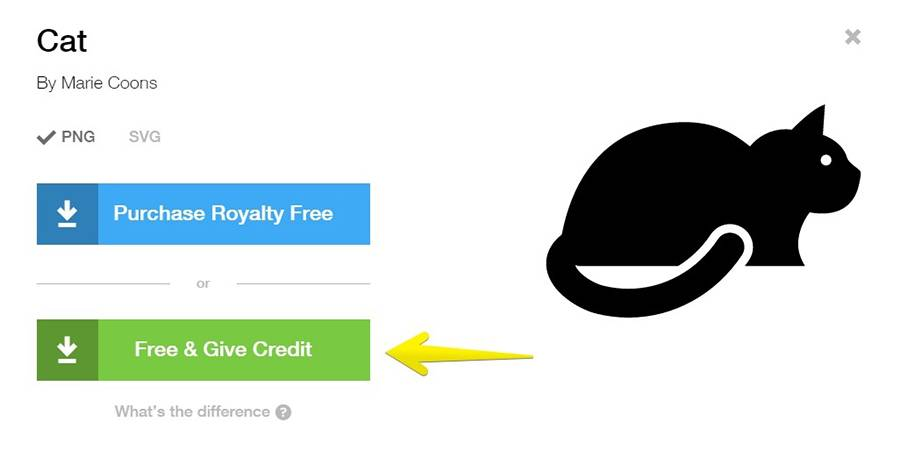 Cat
By Marie Coons
PNG SVG
Purchase Royalty Free
or
Free & Give Credit
What's the difference ?